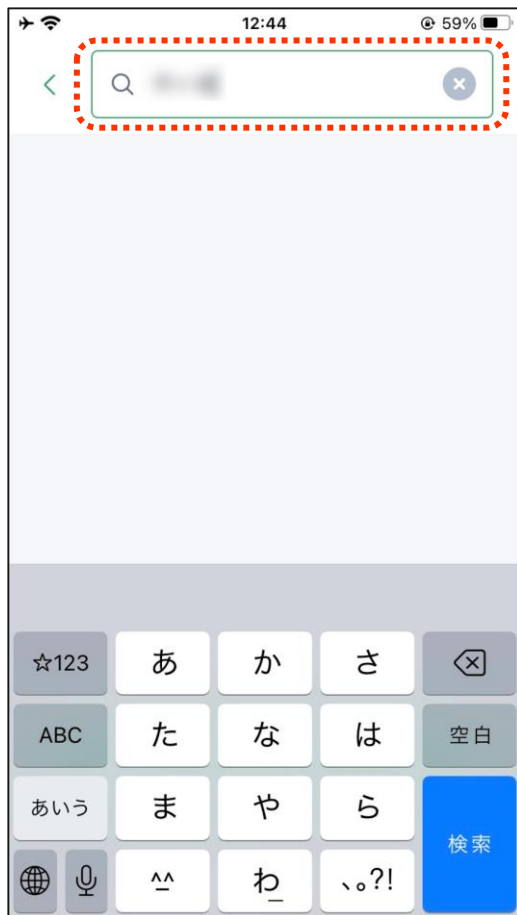 12:44 59%
☆123 あ か さ
ABC た な は 空白
あいう ま や ら 検索
^^ わ 、。?!